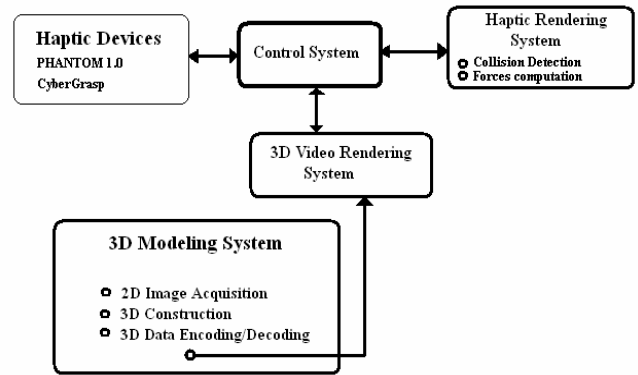 Haptic Devices
PHANTOM 1.0
CyberGrasp
Control System
Haptic Rendering
System
Collision Detection
Forces computation
3D Video Rendering
System
3D Modeling System
2D Image Acquisition
3D Construction
3D Data Encoding/Decoding